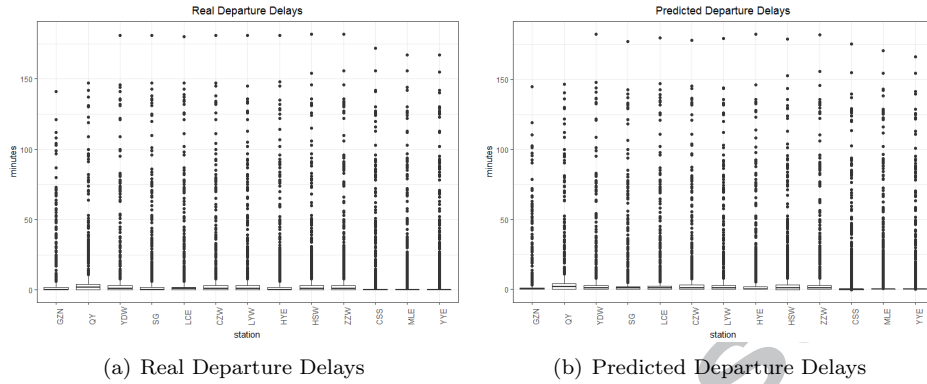 Real Departure Delays
150
100
50
0
minutes
GZN QY YDW SG LCE CZW LYW HYE HSW ZZW CSS MLE YYE
station
(a) Real Departure Delays
Predicted Departure Delays
150
100
50
0
minutes
GZN QY YDW SG LCE CZW LYW HYE HSW ZZW CSS MLE YYE
station
(b) Predicted Departure Delays